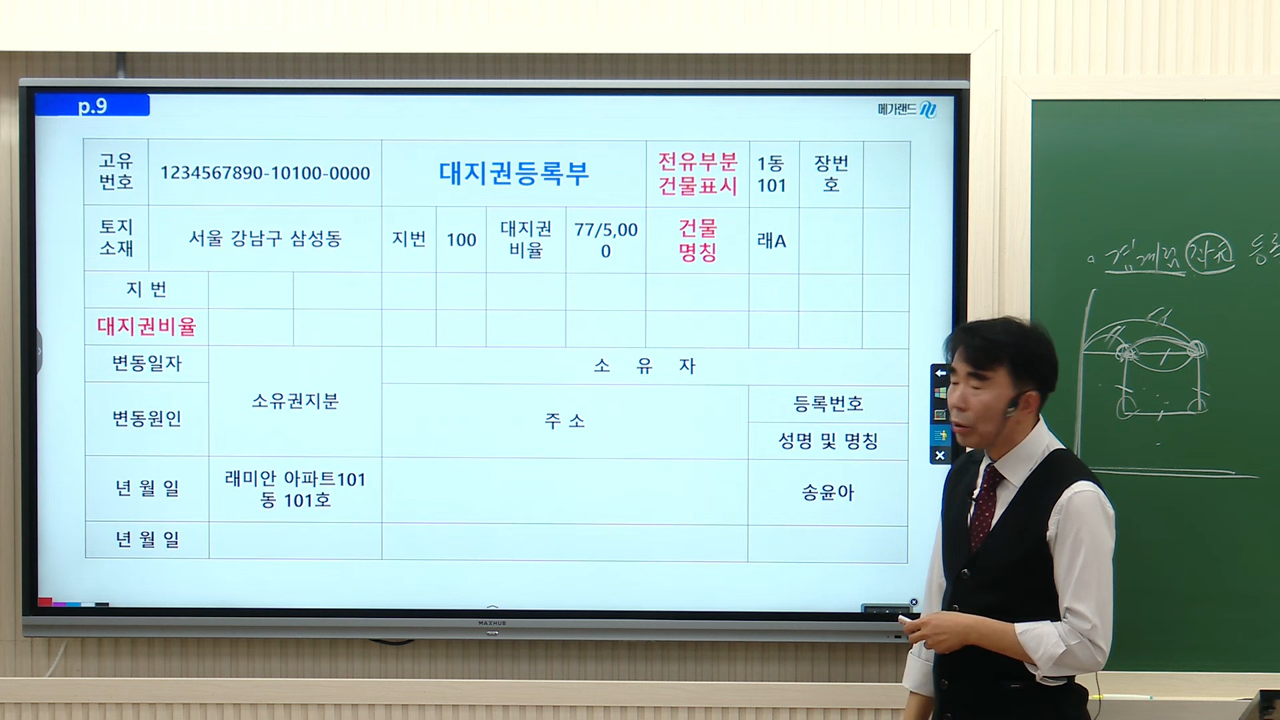 p.9
메가랜드
고유
번호
1234567890-10100-0000
대지권등록부
전유부분
건물표시
1동
101
장번
호
토지
소재
서울 강남구 삼성동
지번
100
대지권
비율
77/5,00
0
건물
명칭
래A
지 번
대지권비율
변동일자
소유권지분
소 유 자
변동원인
주 소
등록번호
성명 및 명칭
년 월 일
래미안 아파트101
동 101호
송윤아
년 월 일
MAXHUB